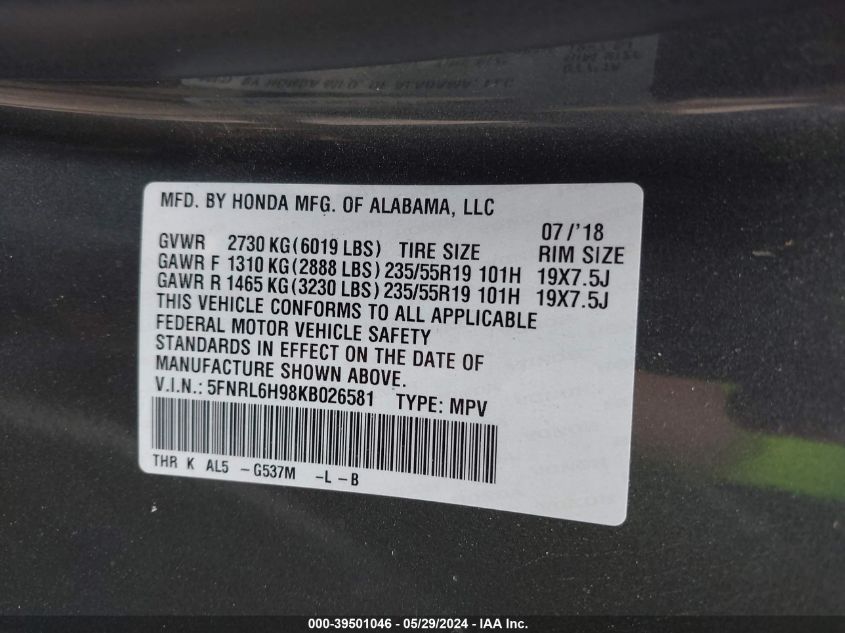 MFD. BY HONDA MFG. OF ALABAMA, LLC
07/'18
GVWR 2730 KG(6019 LBS) TIRE SIZE RIM SIZE
GAWR F 1310 KG(2888 LBS) 235/55R19 101H 19X7.5J
GAWR R 1465 KG(3230 LBS) 235/55R19 101H 19X7.5J
THIS VEHICLE CONFORMS TO ALL APPLICABLE
FEDERAL MOTOR VEHICLE SAFETY
STANDARDS IN EFFECT ON THE DATE OF
MANUFACTURE SHOWN ABOVE.
V.I.N.: 5FNRL6H98KB026581 TYPE: MPV
THR K AL5 -G537M -L-B
000-39501046 - 05/29/2024 - IAA Inc.